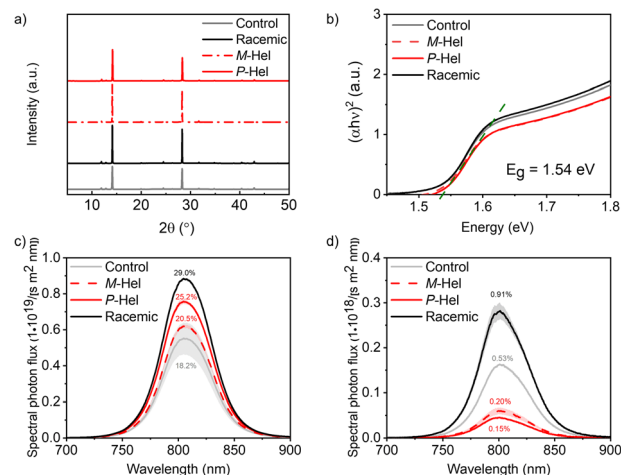 a)
Control
Racemic
M-Hel
P-Hel
Intensity (a.u.)
10 20 30 40 50
2θ (°)
b)
Control
M-Hel
P-Hel
Racemic
(αhν)² (a.u.)
3
2
1
0
Eg = 1.54 eV
1.5 1.6 1.7 1.8
Energy (eV)
c)
Control
M-Hel
P-Hel
Racemic
Spectral photon flux (1·10¹⁹/[s m² nm])
1.0
0.8
0.6
0.4
0.2
0.0
29.0%
25.2%
20.5%
18.2%
700 750 800 850 900
Wavelength (nm)
d)
Control
M-Hel
P-Hel
Racemic
Spectral photon flux (1·10¹⁸/[s m² nm])
0.4
0.3
0.2
0.1
0.0
0.91%
0.53%
0.20%
0.15%
700 750 800 850 900
Wavelength (nm)